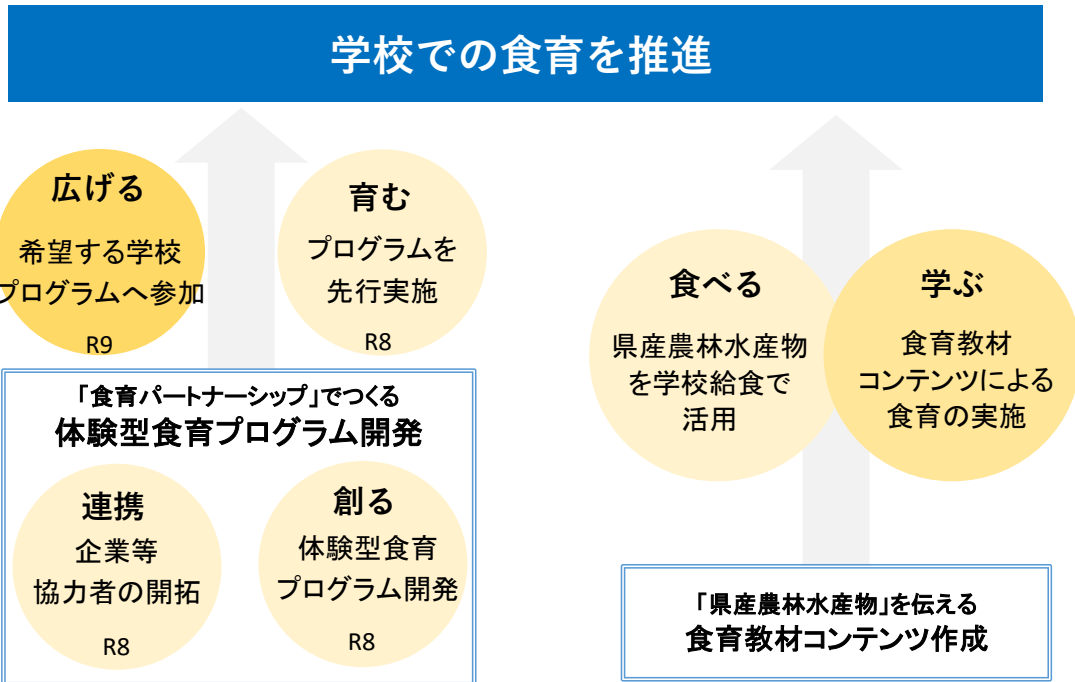 学校での食育を推進
広げる
希望する学校
プログラムへ参加
R9
育む
プログラムを
先行実施
R8
「食育パートナーシップ」でつくる
体験型食育プログラム開発
連携
企業等
協力者の開拓
R8
創る
体験型食育
プログラム開発
R8
食べる
県産農林水産物
を学校給食で
活用
学ぶ
食育教材
コンテンツによる
食育の実施
「県産農林水産物」を伝える
食育教材コンテンツ作成